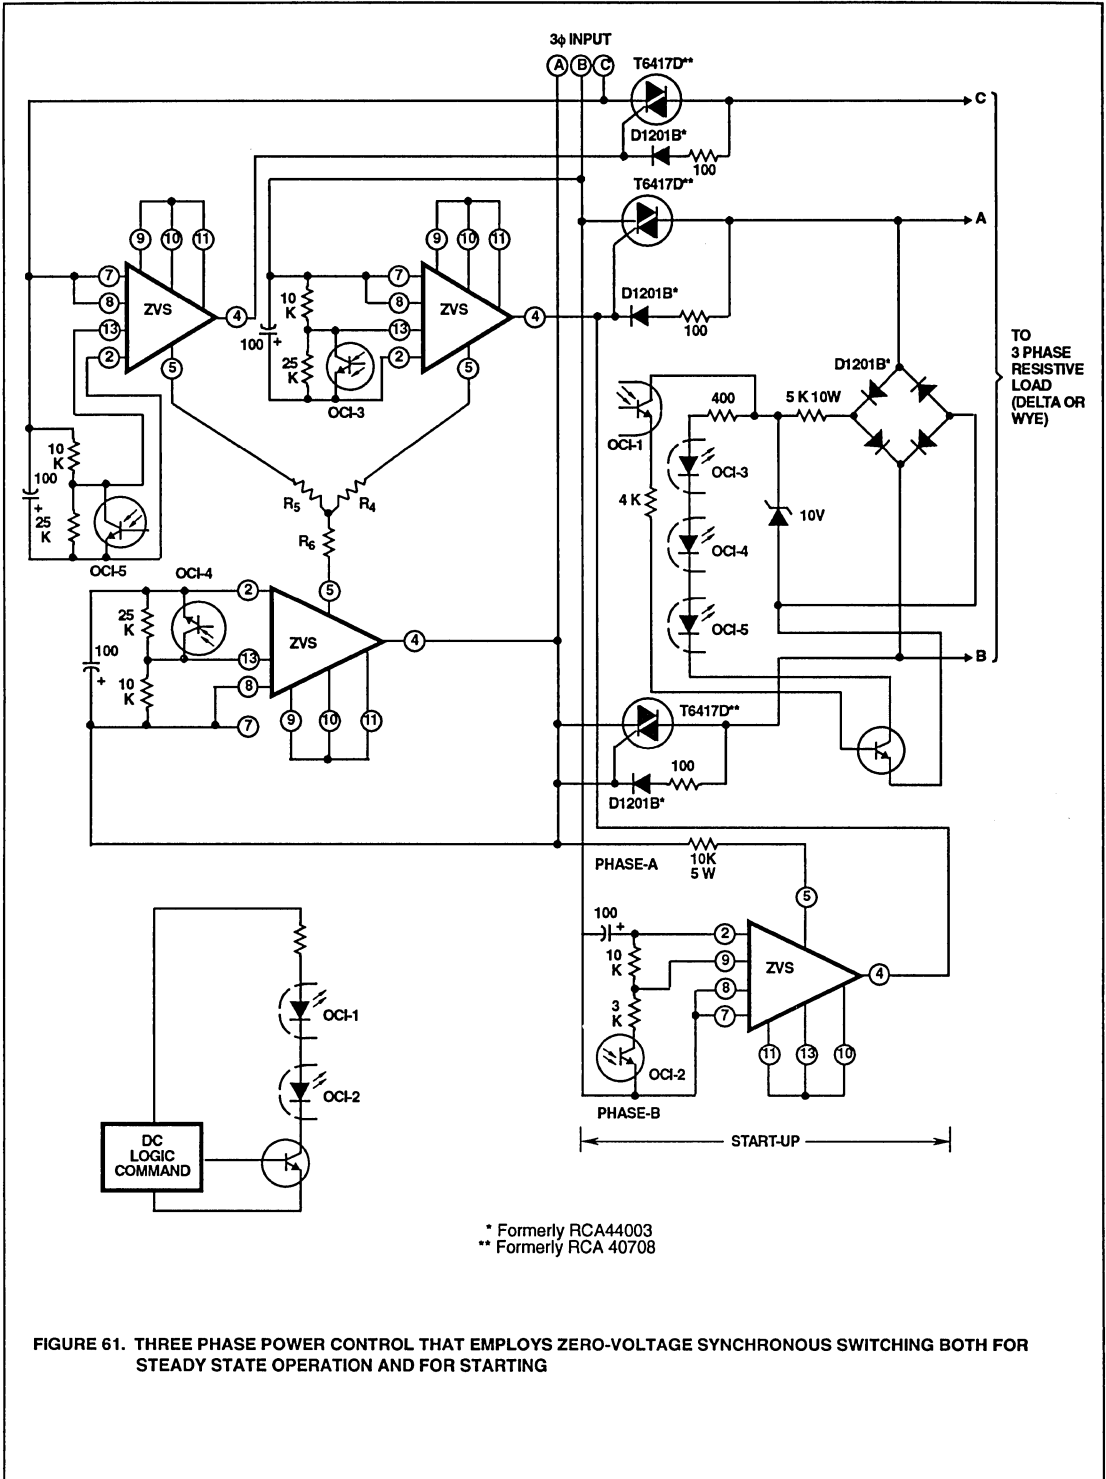 3ϕ INPUT
A B C
T6417D**
C
D1201B*
100
T6417D**
A
9 10 11
9 10 11
7
8
13
2
ZVS
4
5
10
K
100
+
25
K
OCI-3
7
8
13
2
ZVS
4
5
D1201B*
100
D1201B*
TO
3 PHASE
RESISTIVE
LOAD
(DELTA OR
WYE)
OCI-1
400
5 K 10W
OCI-3
4 K
10V
OCI-4
OCI-5
B
10
K
100
+
25
K
OCI-5
R5
R4
R6
OCI-4
25
K
100
+
10
K
2
5
ZVS
4
13
8
7
9 10 11
T6417D**
100
D1201B*
PHASE-A
10K
5 W
5
100
+
10
K
3
K
OCI-2
2
9
8
7
ZVS
4
11 13 10
PHASE-B
START-UP
OCI-1
OCI-2
DC
LOGIC
COMMAND
* Formerly RCA44003
** Formerly RCA 40708
FIGURE 61. THREE PHASE POWER CONTROL THAT EMPLOYS ZERO-VOLTAGE SYNCHRONOUS SWITCHING BOTH FOR
STEADY STATE OPERATION AND FOR STARTING